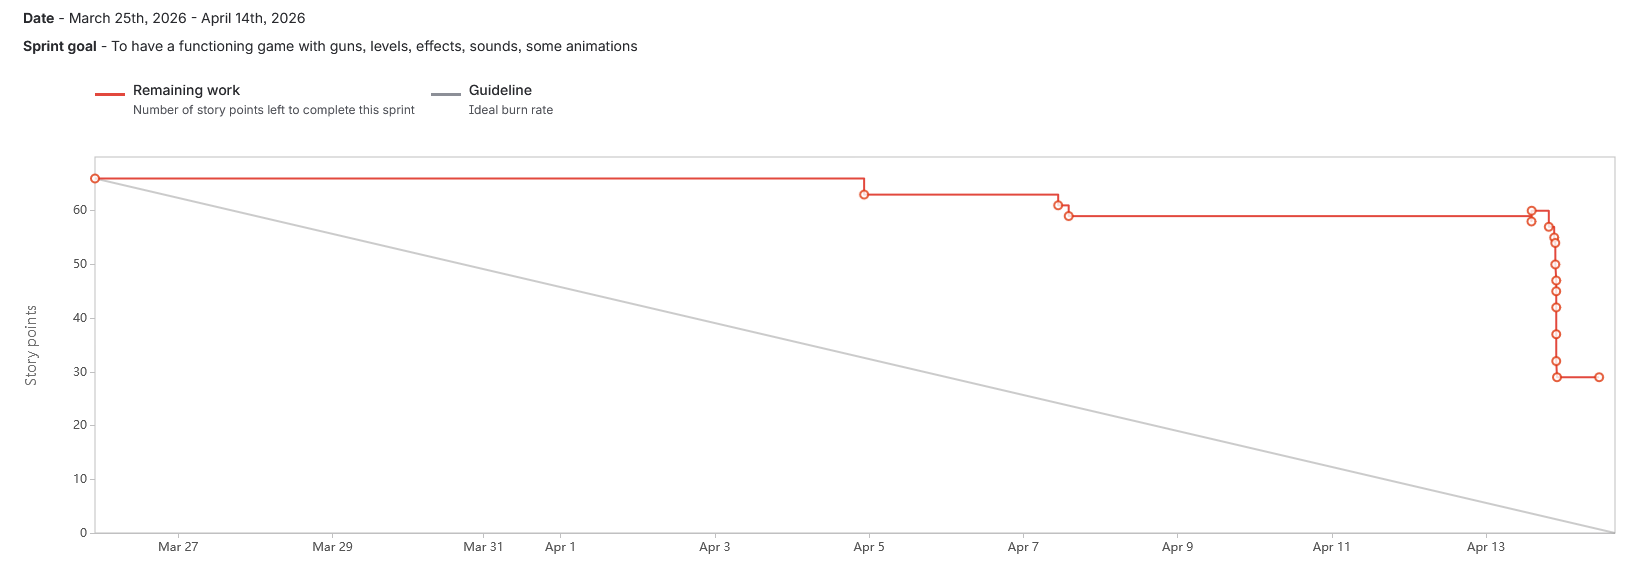 Date - March 25th, 2026 - April 14th, 2026
Sprint goal - To have a functioning game with guns, levels, effects, sounds, some animations
Remaining work
Number of story points left to complete this sprint
Guideline
Ideal burn rate
Story points
60
50
40
30
20
10
0
Mar 27
Mar 29
Mar 31
Apr 1
Apr 3
Apr 5
Apr 7
Apr 9
Apr 11
Apr 13